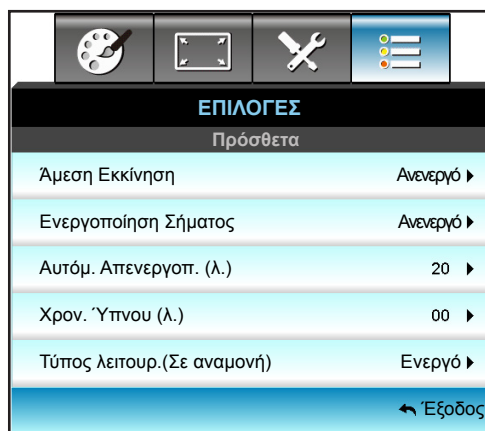 ΕΠΙΛΟΓΕΣ
Πρόσθετα
Άμεση Εκκίνηση Ανενεργό
Ενεργοποίηση Σήματος Ανενεργό
Αυτόμ. Απενεργοπ. (λ.) 20
Χρον. Ύπνου (λ.) 00
Τύπος λειτουρ.(Σε αναμονή) Ενεργό
Έξοδος